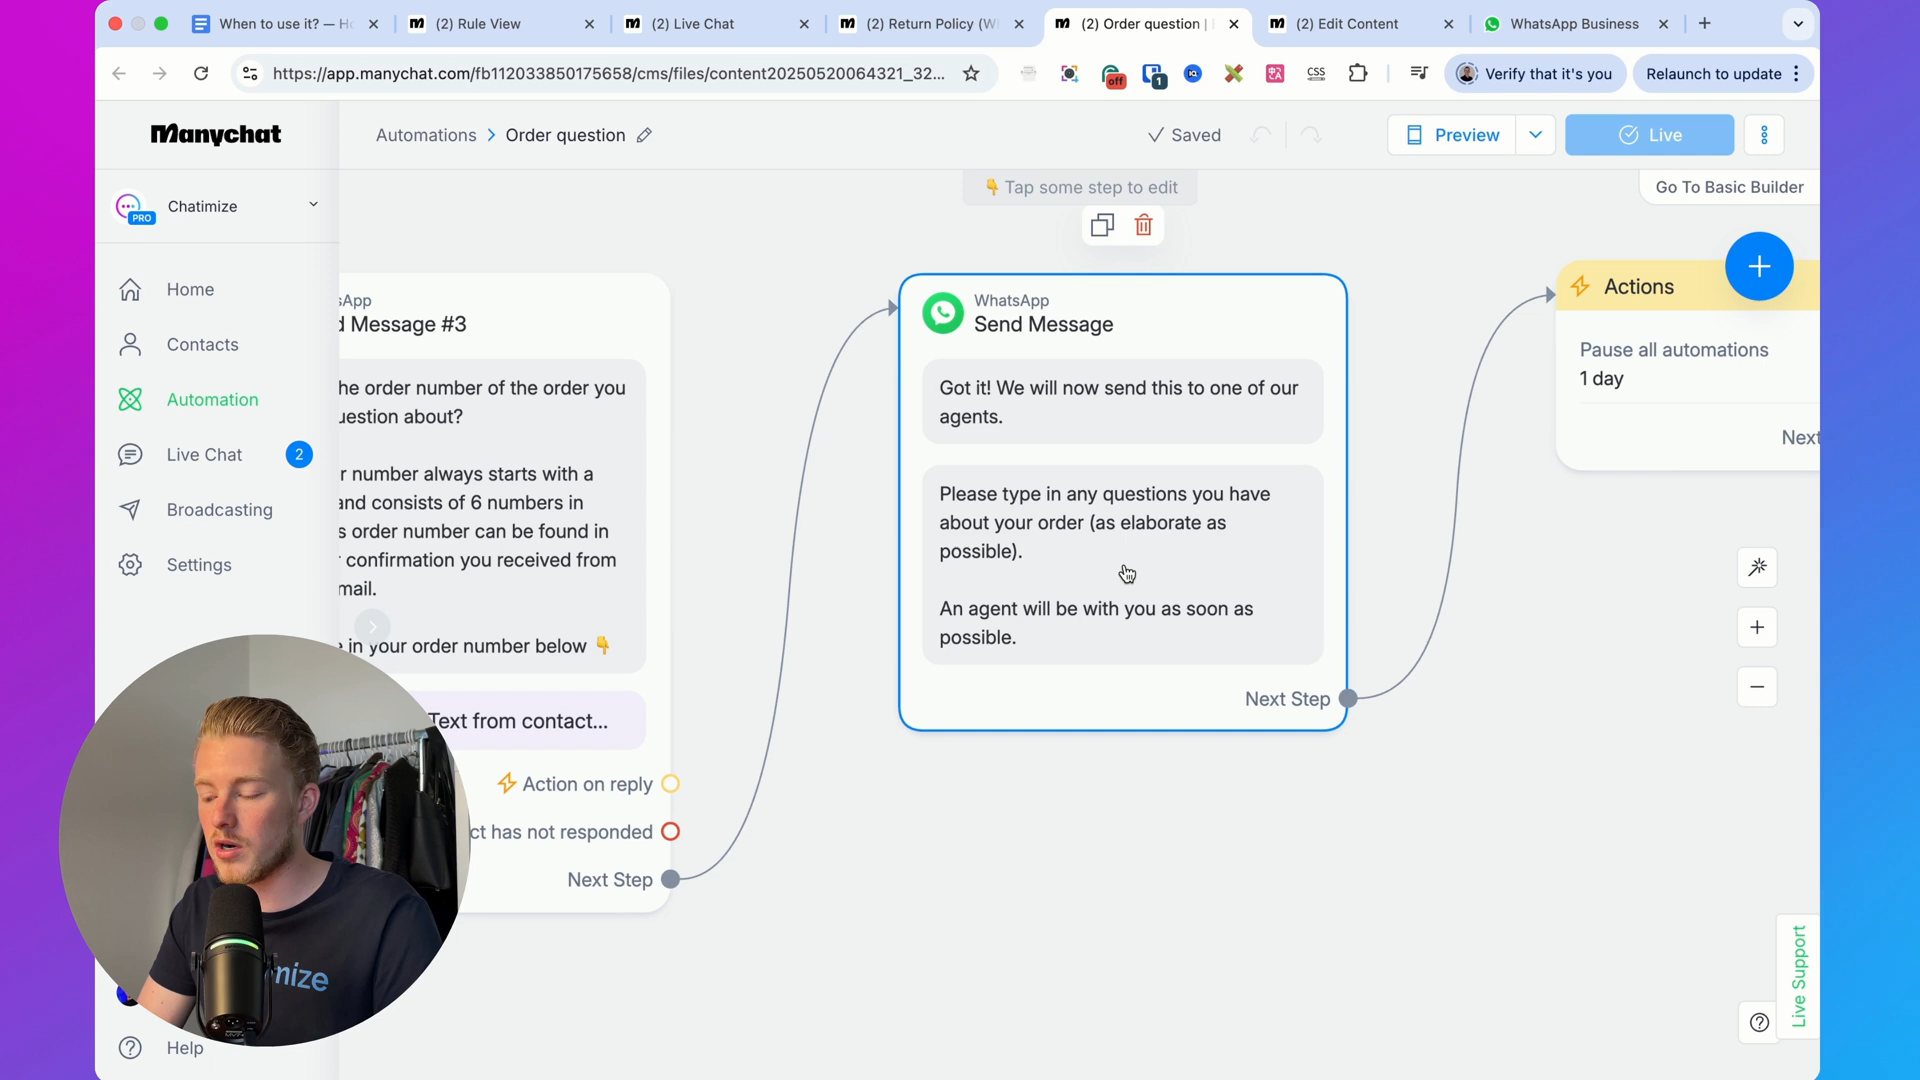 When to use it? — H
(2) Rule View
(2) Live Chat
(2) Return Policy (W
(2) Order question |
(2) Edit Content
WhatsApp Business
https://app.manychat.com/fb112033850175658/cms/files/content20250520064321_32...
off
1
CSS
Verify that it's you
Relaunch to update
Manychat
Automations > Order question
Saved
Preview
Live
👇 Tap some step to edit
Go To Basic Builder
PRO
Chatimize
Home
Contacts
Automation
Live Chat
2
Broadcasting
Settings
Help
sApp
d Message #3
he order number of the order you
uestion about?
r number always starts with a
and consists of 6 numbers in
s order number can be found in
r confirmation you received from
mail.
e in your order number below 👇
Text from contact...
Action on reply
ct has not responded
Next Step
WhatsApp
Send Message
Got it! We will now send this to one of our
agents.
Please type in any questions you have
about your order (as elaborate as
possible).
An agent will be with you as soon as
possible.
Next Step
Actions
Pause all automations
1 day
Next
Live Support
mize